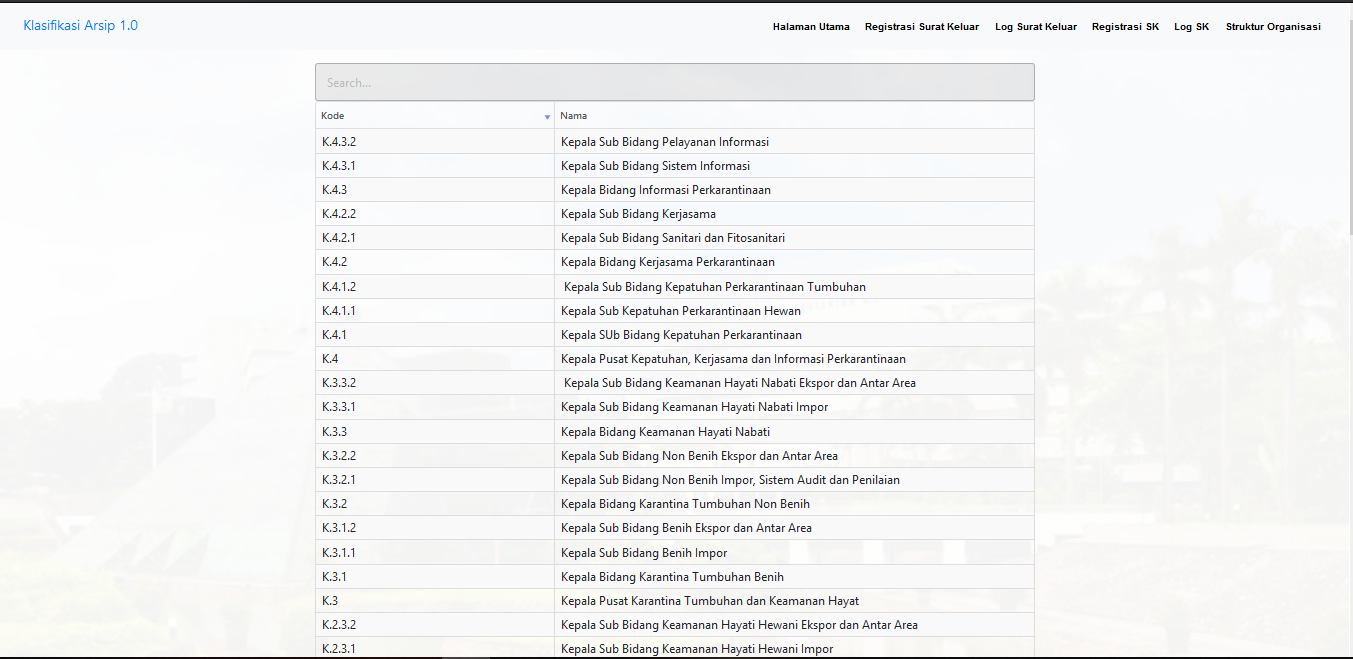 Klasifikasi Arsip 1.0
Halaman Utama Registrasi Surat Keluar Log Surat Keluar Registrasi SK Log SK Struktur Organisasi
Search...
Kode Nama
K.4.3.2 Kepala Sub Bidang Pelayanan Informasi
K.4.3.1 Kepala Sub Bidang Sistem Informasi
K.4.3 Kepala Bidang Informasi Perkarantinaan
K.4.2.2 Kepala Sub Bidang Kerjasama
K.4.2.1 Kepala Sub Bidang Sanitari dan Fitosanitari
K.4.2 Kepala Bidang Kerjasama Perkarantinaan
K.4.1.2 Kepala Sub Bidang Kepatuhan Perkarantinaan Tumbuhan
K.4.1.1 Kepala Sub Kepatuhan Perkarantinaan Hewan
K.4.1 Kepala SUb Bidang Kepatuhan Perkarantinaan
K.4 Kepala Pusat Kepatuhan, Kerjasama dan Informasi Perkarantinaan
K.3.3.2 Kepala Sub Bidang Keamanan Hayati Nabati Ekspor dan Antar Area
K.3.3.1 Kepala Sub Bidang Keamanan Hayati Nabati Impor
K.3.3 Kepala Bidang Keamanan Hayati Nabati
K.3.2.2 Kepala Sub Bidang Non Benih Ekspor dan Antar Area
K.3.2.1 Kepala Sub Bidang Non Benih Impor, Sistem Audit dan Penilaian
K.3.2 Kepala Bidang Karantina Tumbuhan Non Benih
K.3.1.2 Kepala Sub Bidang Benih Ekspor dan Antar Area
K.3.1.1 Kepala Sub Bidang Benih Impor
K.3.1 Kepala Bidang Karantina Tumbuhan Benih
K.3 Kepala Pusat Karantina Tumbuhan dan Keamanan Hayat
K.2.3.2 Kepala Sub Bidang Keamanan Hayati Hewani Ekspor dan Antar Area
K.2.3.1 Kepala Sub Bidang Keamanan Hayati Hewani Impor